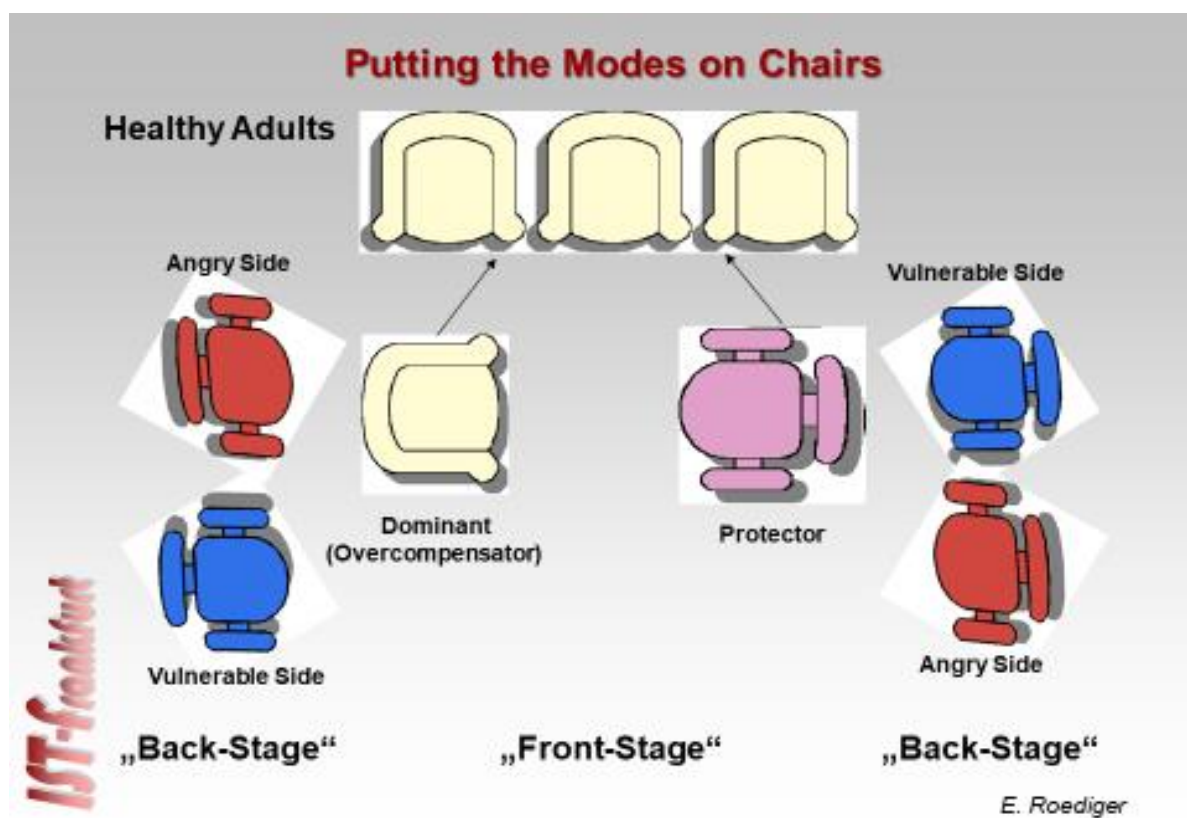 Putting the Modes on Chairs
Healthy Adults
Angry Side
Vulnerable Side
Dominant
(Overcompensator)
Protector
Vulnerable Side
Angry Side
„Back-Stage“
„Front-Stage“
„Back-Stage“
IST-Frankfurt
E. Roediger